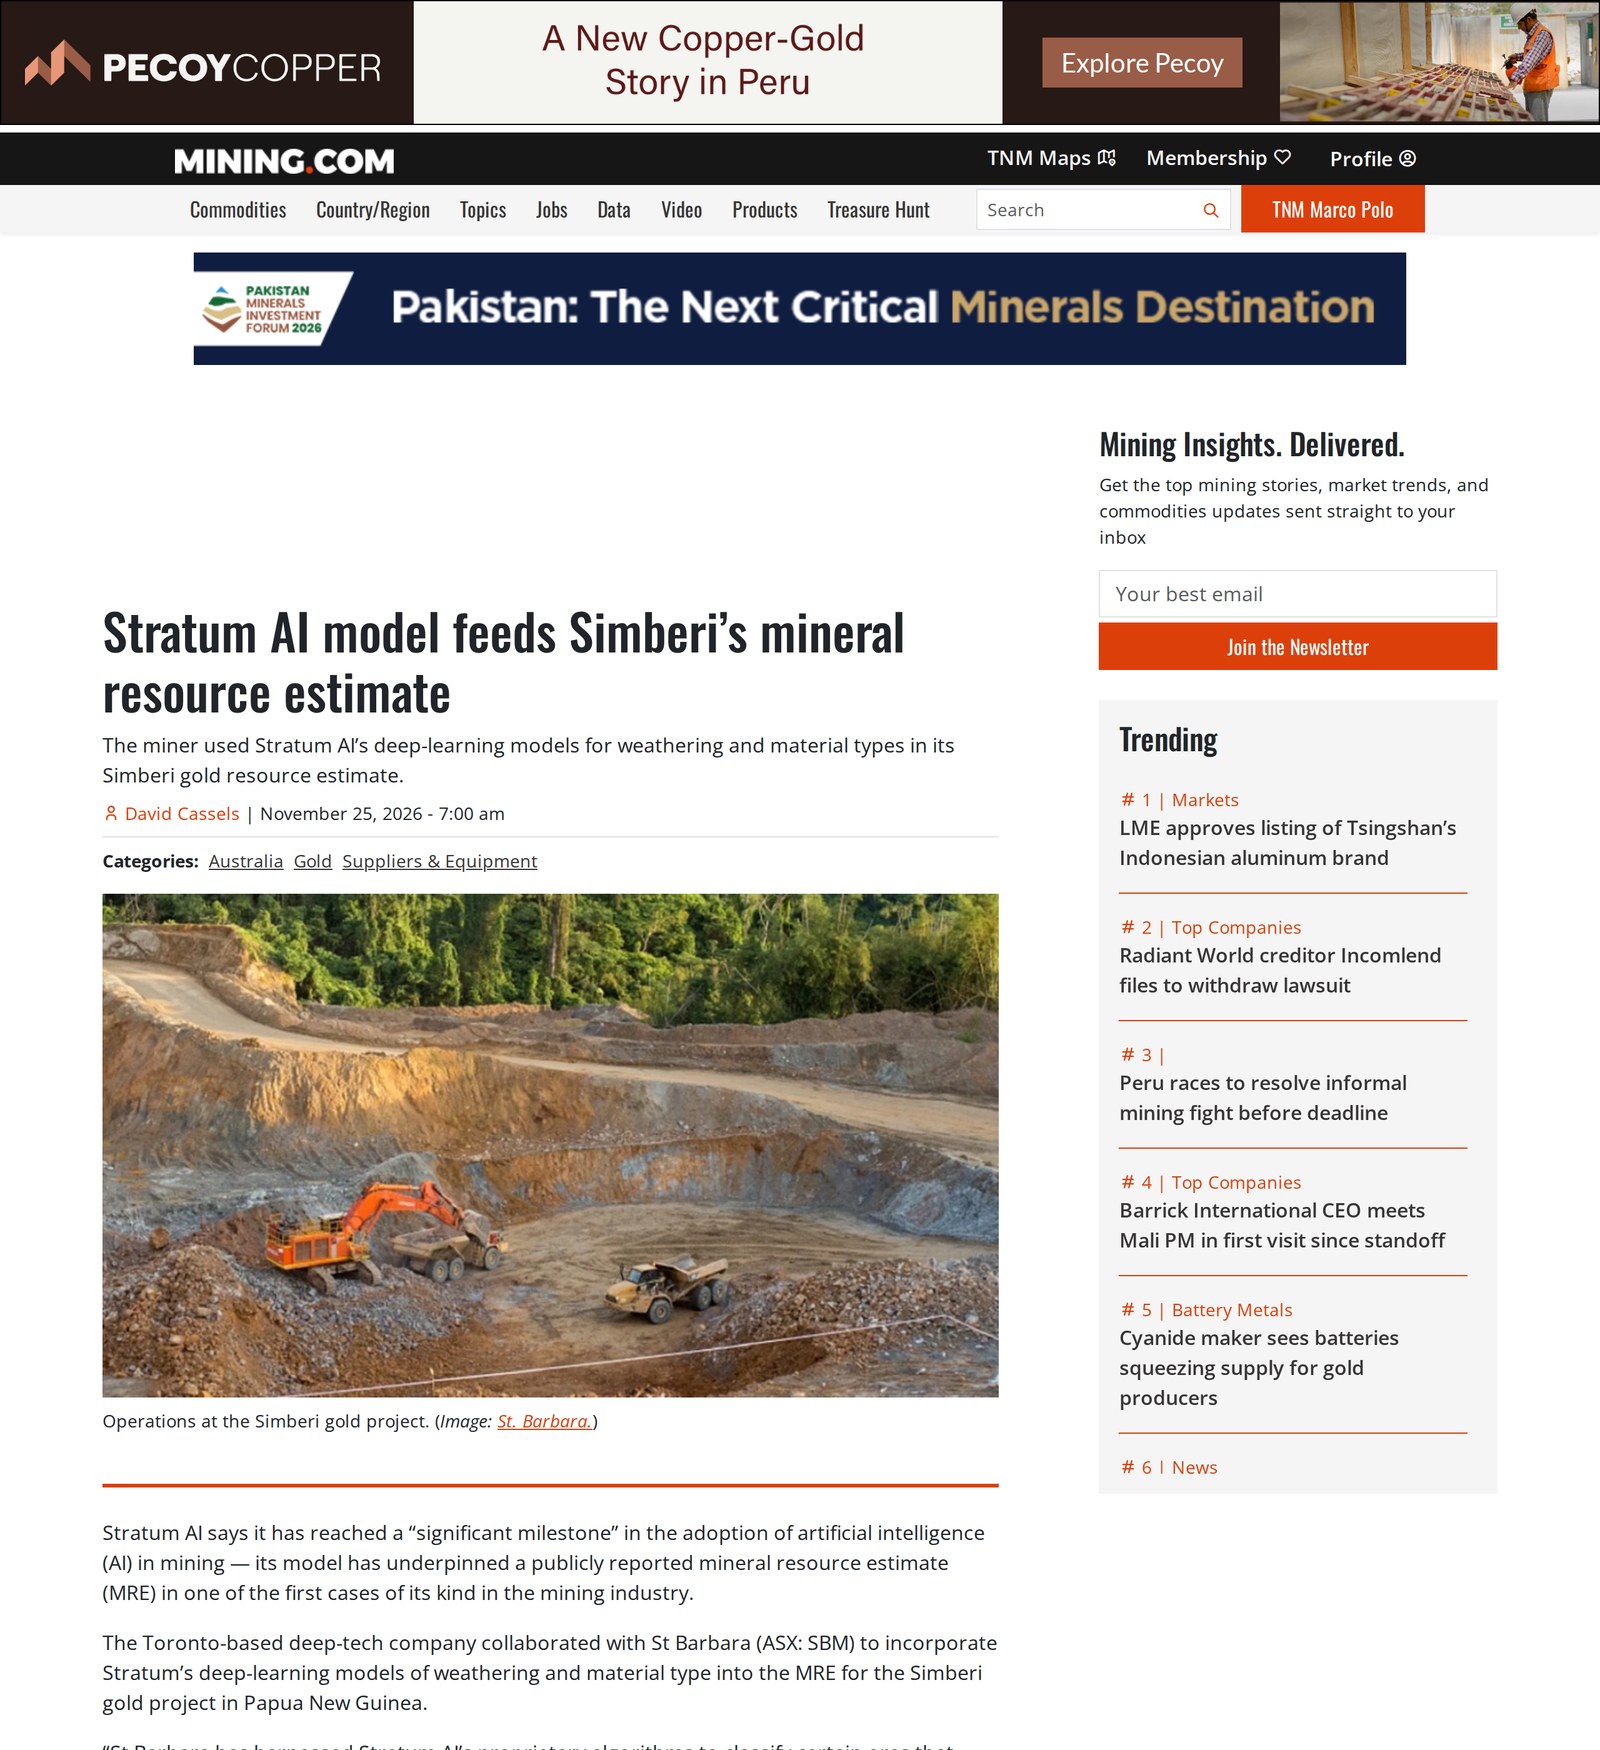 PECOYCOPPER
A New Copper-Gold
Story in Peru
Explore Pecoy
MINING.COM
TNM Maps
Membership
Profile
Commodities
Country/Region
Topics
Jobs
Data
Video
Products
Treasure Hunt
Search
TNM Marco Polo
PAKISTAN
MINERALS
INVESTMENT
FORUM 2026
Pakistan: The Next Critical Minerals Destination
Stratum AI model feeds Simberi’s mineral
resource estimate
The miner used Stratum AI’s deep-learning models for weathering and material types in its
Simberi gold resource estimate.
David Cassels | November 25, 2026 - 7:00 am
Categories: Australia Gold Suppliers & Equipment
Operations at the Simberi gold project. (Image: St. Barbara.)
Stratum AI says it has reached a “significant milestone” in the adoption of artificial intelligence
(AI) in mining — its model has underpinned a publicly reported mineral resource estimate
(MRE) in one of the first cases of its kind in the mining industry.
The Toronto-based deep-tech company collaborated with St Barbara (ASX: SBM) to incorporate
Stratum’s deep-learning models of weathering and material type into the MRE for the Simberi
gold project in Papua New Guinea.
Mining Insights. Delivered.
Get the top mining stories, market trends, and
commodities updates sent straight to your
inbox
Your best email
Join the Newsletter
Trending
# 1 | Markets
LME approves listing of Tsingshan’s
Indonesian aluminum brand
# 2 | Top Companies
Radiant World creditor Incomlend
files to withdraw lawsuit
# 3 |
Peru races to resolve informal
mining fight before deadline
# 4 | Top Companies
Barrick International CEO meets
Mali PM in first visit since standoff
# 5 | Battery Metals
Cyanide maker sees batteries
squeezing supply for gold
producers
# 6 | News